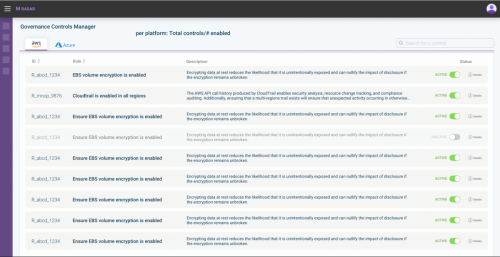 M RADAR
Governance Controls Manager
per platform: Total controls/# enabled
aws
Azure
ID
Rule
Description
Status
R_abcd_1234
EBS volume encryption is enabled
Encrypting data at rest reduces the likelihood that it is unintentionally exposed and can nullify the impact of disclosure if
the encryption remains unbroken.
ACTIVE
Details
R_mnop_9876
Cloudtrail is enabled in all regions
The AWS API call history produced by CloudTrail enables security analysis, resource change tracking, and compliance
auditing. Additionally, ensuring that a multi-regions trail exists will ensure that unexpected activity occurring in otherwise...
ACTIVE
Details
R_abcd_1234
Ensure EBS volume encryption is enabled
Encrypting data at rest reduces the likelihood that it is unintentionally exposed and can nullify the impact of disclosure if
the encryption remains unbroken.
ACTIVE
Details
R_abcd_1234
Ensure EBS volume encryption is enabled
Encrypting data at rest reduces the likelihood that it is unintentionally exposed and can nullify the impact of disclosure if
the encryption remains unbroken.
INACTIVE
Details
R_abcd_1234
Ensure EBS volume encryption is enabled
Encrypting data at rest reduces the likelihood that it is unintentionally exposed and can nullify the impact of disclosure if
the encryption remains unbroken.
ACTIVE
Details
R_abcd_1234
Ensure EBS volume encryption is enabled
Encrypting data at rest reduces the likelihood that it is unintentionally exposed and can nullify the impact of disclosure if
the encryption remains unbroken.
ACTIVE
Details
R_abcd_1234
Ensure EBS volume encryption is enabled
Encrypting data at rest reduces the likelihood that it is unintentionally exposed and can nullify the impact of disclosure if
the encryption remains unbroken.
ACTIVE
Details
R_abcd_1234
Ensure EBS volume encryption is enabled
Encrypting data at rest reduces the likelihood that it is unintentionally exposed and can nullify the impact of disclosure if
the encryption remains unbroken.
ACTIVE
Details
R_abcd_1234
Ensure EBS volume encryption is enabled
Encrypting data at rest reduces the likelihood that it is unintentionally exposed and can nullify the impact of disclosure if
the encryption remains unbroken.
ACTIVE
Details